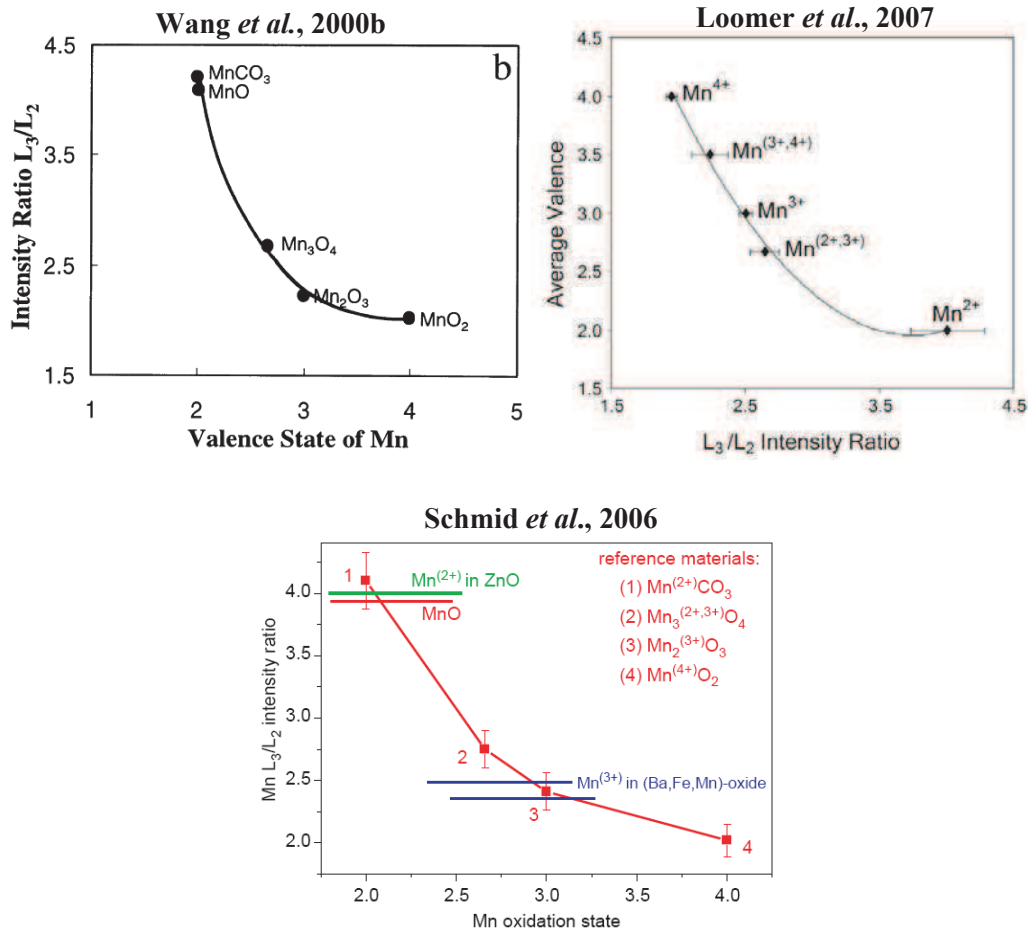 Wang et al., 2000b
Intensity Ratio L₃/L₂
4.5
3.5
2.5
1.5
b
MnCO₃
MnO
Mn₃O₄
Mn₂O₃
MnO₂
1
2
3
4
5
Valence State of Mn
Loomer et al., 2007
Average Valence
4.5
4.0
3.5
3.0
2.5
2.0
1.5
Mn⁴⁺
Mn⁽³⁺,⁴⁺⁾
Mn³⁺
Mn⁽²⁺,³⁺⁾
Mn²⁺
1.5
2.5
3.5
4.5
L₃/L₂ Intensity Ratio
Schmid et al., 2006
Mn L₃/L₂ intensity ratio
4.0
3.5
3.0
2.5
2.0
1
Mn⁽²⁺⁾ in ZnO
MnO
reference materials:
(1) Mn⁽²⁺⁾CO₃
(2) Mn₃⁽²⁺,³⁺⁾O₄
(3) Mn₂⁽³⁺⁾O₃
(4) Mn⁽⁴⁺⁾O₂
2
Mn⁽³⁺⁾ in (Ba,Fe,Mn)-oxide
3
4
2.0
2.5
3.0
3.5
4.0
Mn oxidation state